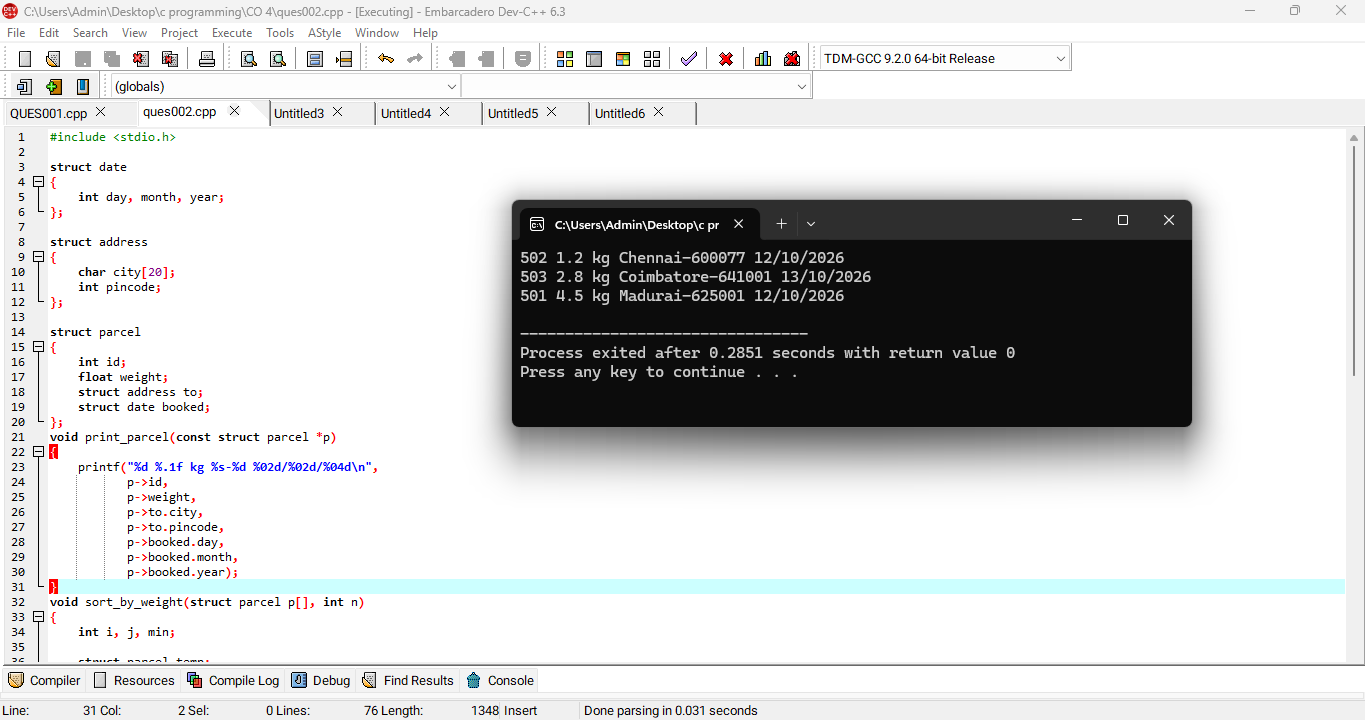 C:\Users\Admin\Desktop\c programming\CO 4\ques002.cpp - [Executing] - Embarcadero Dev-C++ 6.3
File Edit Search View Project Execute Tools AStyle Window Help
TDM-GCC 9.2.0 64-bit Release
(globals)
QUES001.cpp ques002.cpp Untitled3 Untitled4 Untitled5 Untitled6
1 #include <stdio.h>
2
3 struct date
4 {
5 int day, month, year;
6 };
7
8 struct address
9 {
10 char city[20];
11 int pincode;
12 };
13
14 struct parcel
15 {
16 int id;
17 float weight;
18 struct address to;
19 struct date booked;
20 };
21 void print_parcel(const struct parcel *p)
22 {
23 printf("%d %.1f kg %s-%d %02d/%02d/%04d\n",
24 p->id,
25 p->weight,
26 p->to.city,
27 p->to.pincode,
28 p->booked.day,
29 p->booked.month,
30 p->booked.year);
31 }
32 void sort_by_weight(struct parcel p[], int n)
33 {
34 int i, j, min;
35
36 struct parcel temp;
C:\Users\Admin\Desktop\c pr
502 1.2 kg Chennai-600077 12/10/2026
503 2.8 kg Coimbatore-641001 13/10/2026
501 4.5 kg Madurai-625001 12/10/2026
--------------------------------
Process exited after 0.2851 seconds with return value 0
Press any key to continue . . .
Compiler Resources Compile Log Debug Find Results Console
Line: 31 Col: 2 Sel: 0 Lines: 76 Length: 1348 Insert Done parsing in 0.031 seconds